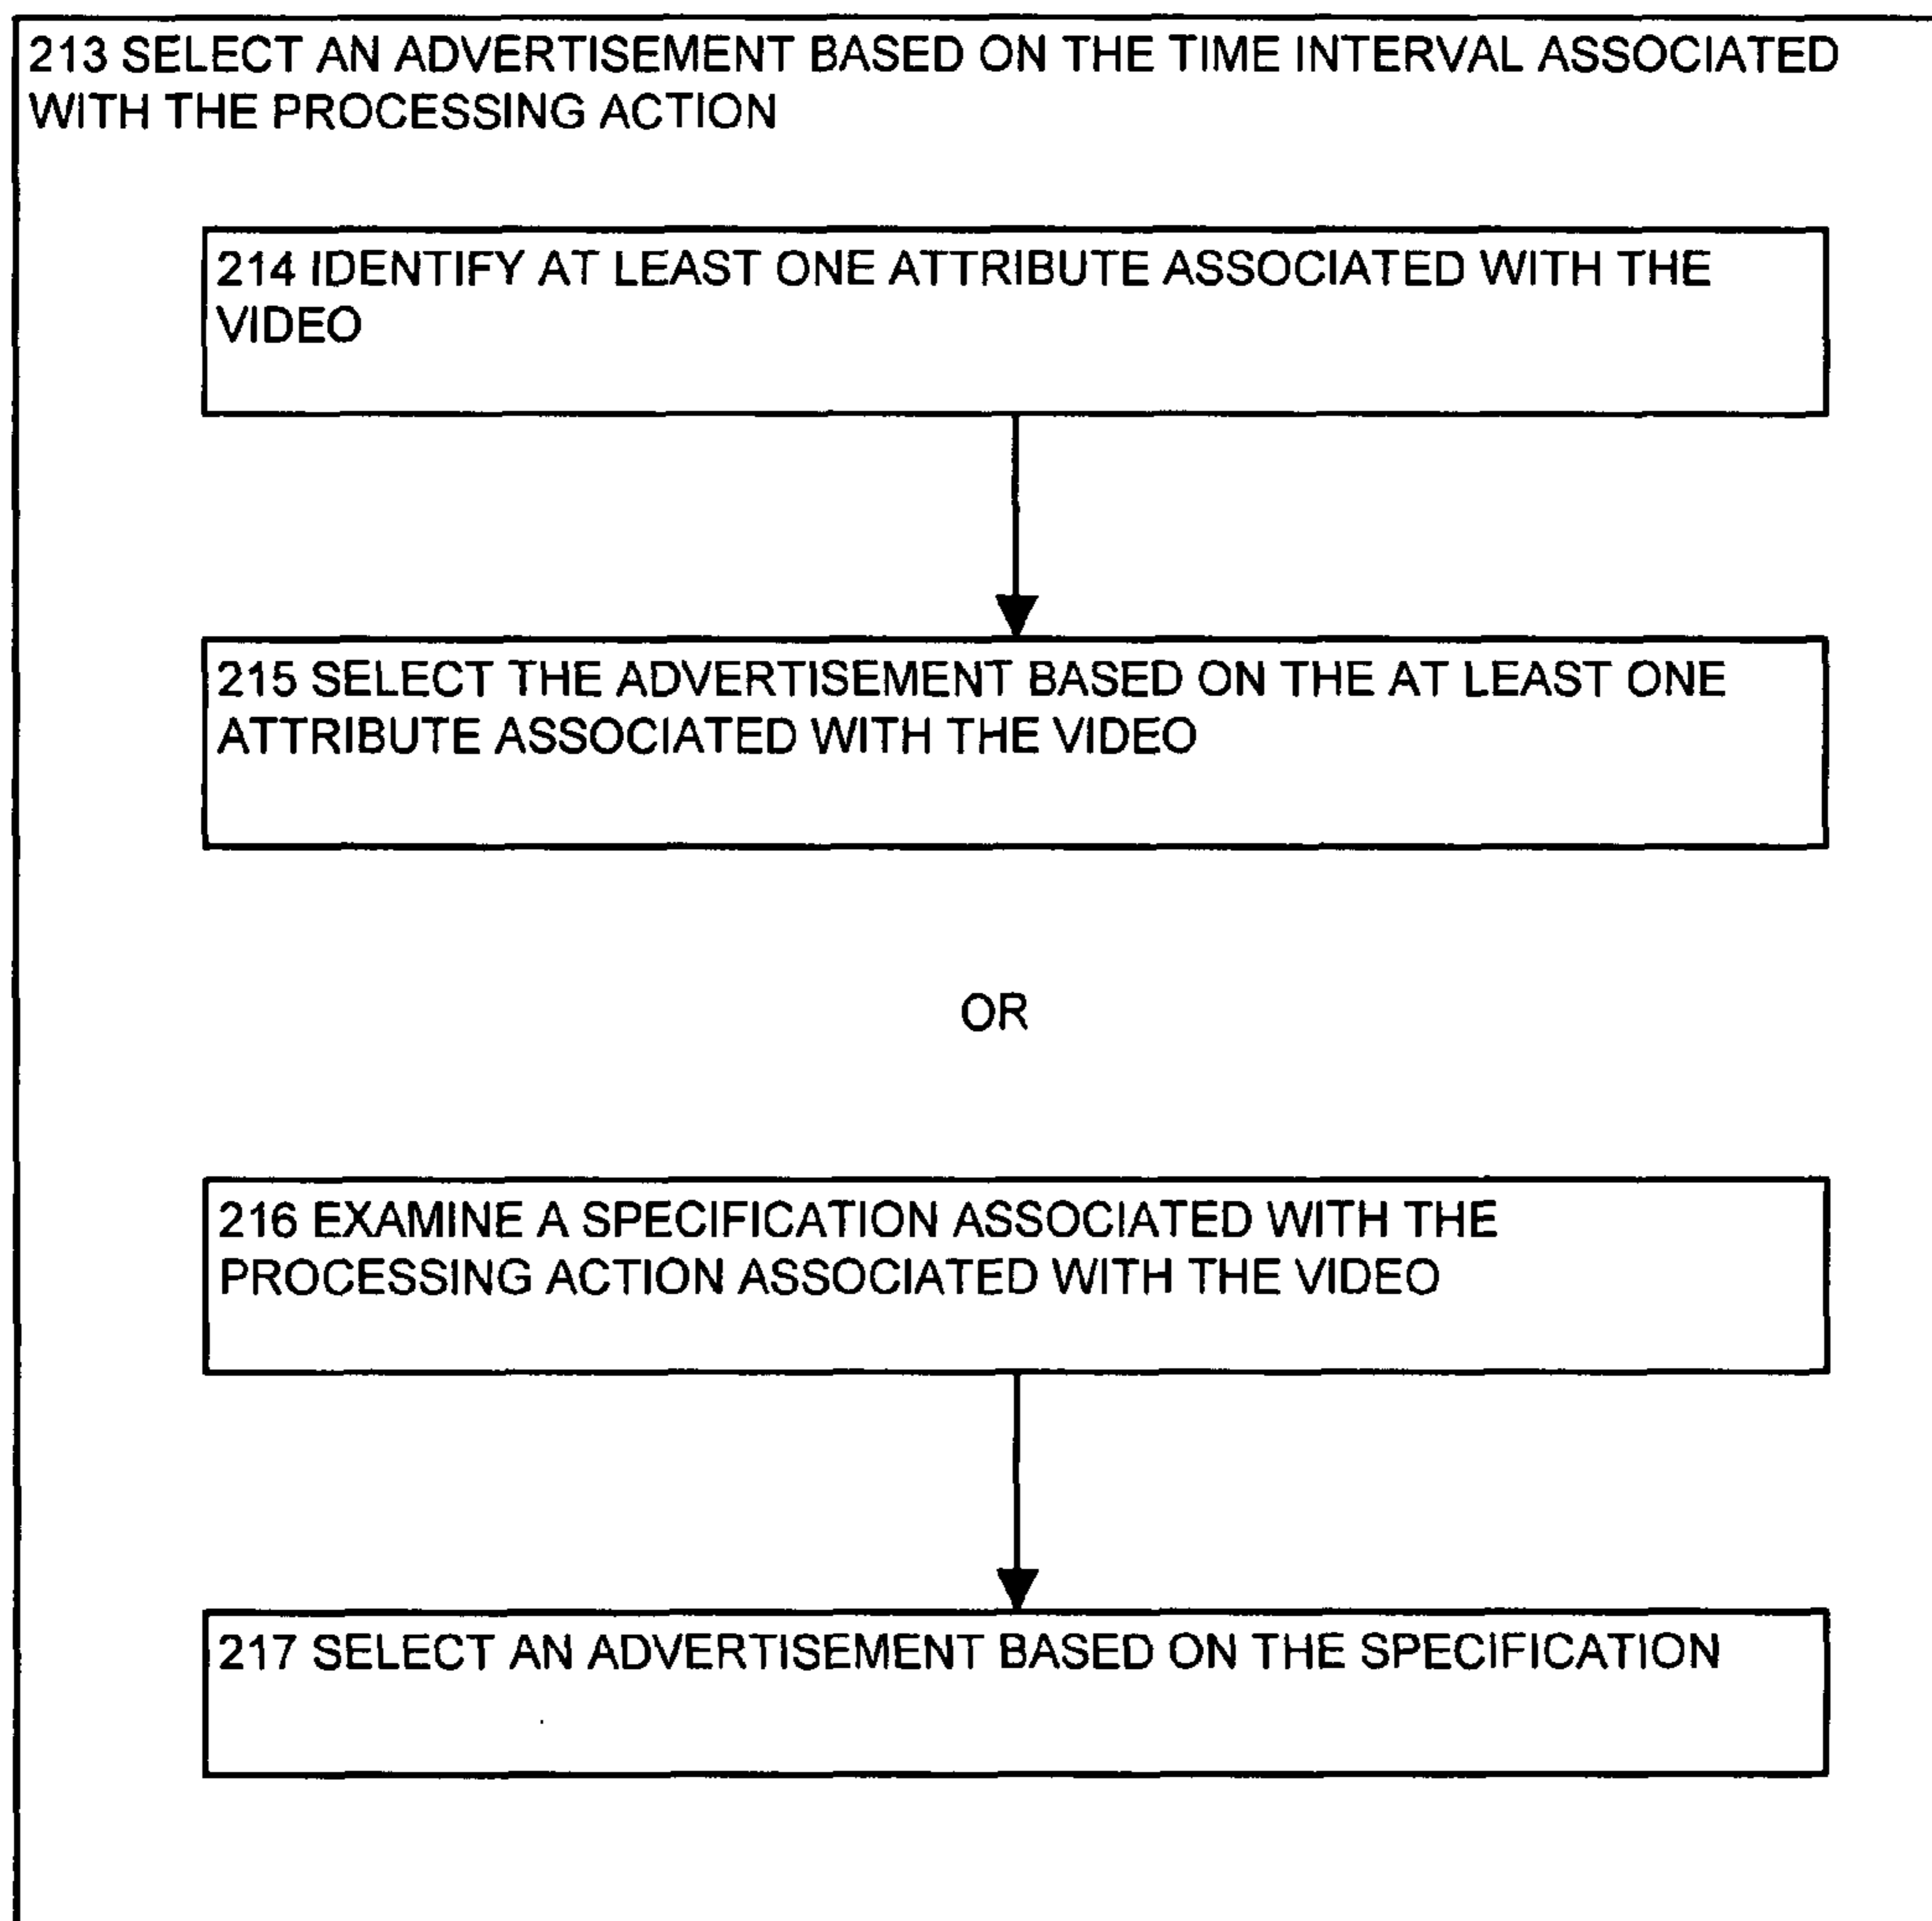 213 SELECT AN ADVERTISEMENT BASED ON THE TIME INTERVAL ASSOCIATED
WITH THE PROCESSING ACTION
214 IDENTIFY AT LEAST ONE ATTRIBUTE ASSOCIATED WITH THE
VIDEO
215 SELECT THE ADVERTISEMENT BASED ON THE AT LEAST ONE
ATTRIBUTE ASSOCIATED WITH THE VIDEO
OR
216 EXAMINE A SPECIFICATION ASSOCIATED WITH THE
PROCESSING ACTION ASSOCIATED WITH THE VIDEO
217 SELECT AN ADVERTISEMENT BASED ON THE SPECIFICATION